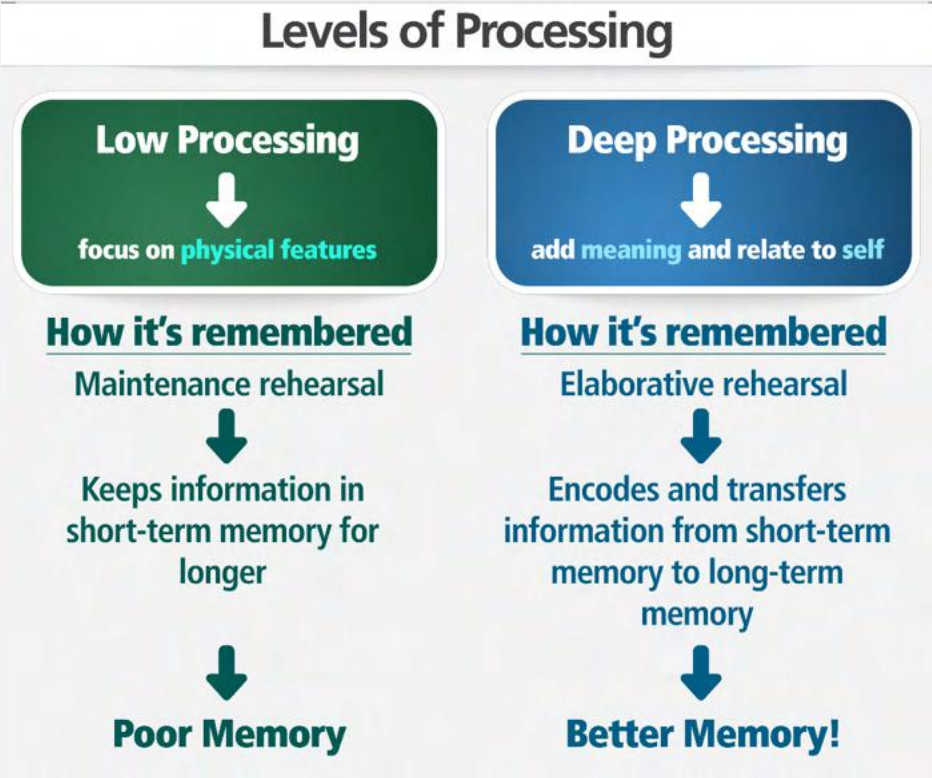 Levels of Processing
Low Processing
focus on physical features
How it's remembered
Maintenance rehearsal
Keeps information in
short-term memory for
longer
Poor Memory
Deep Processing
add meaning and relate to self
How it's remembered
Elaborative rehearsal
Encodes and transfers
information from short-term
memory to long-term
memory
Better Memory!